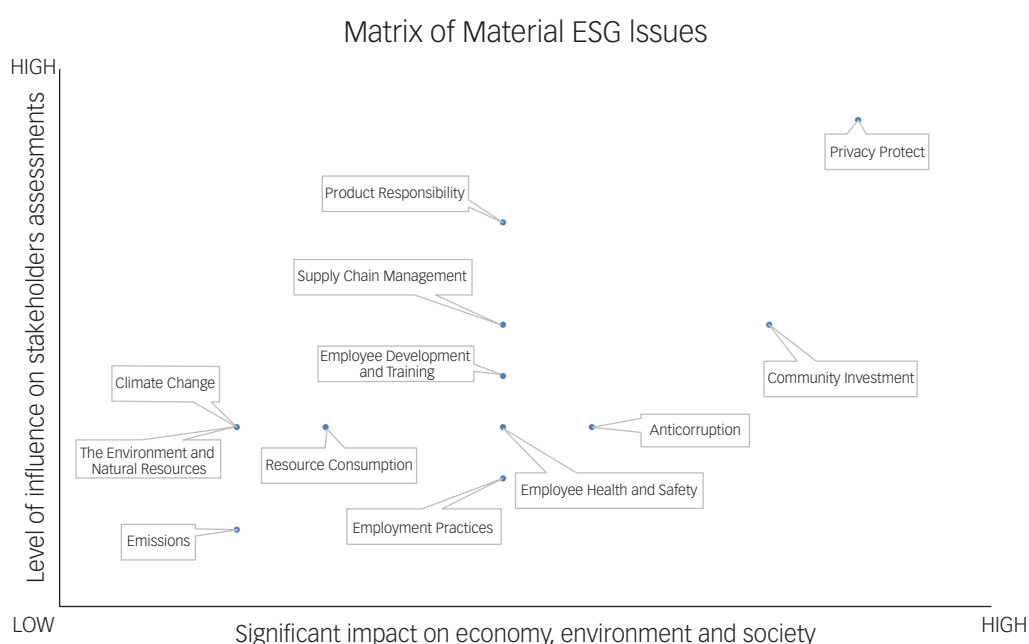 Matrix of Material ESG Issues
HIGH
Level of influence on stakeholders assessments
Privacy Protect
Product Responsibility
Supply Chain Management
Employee Development
and Training
Community Investment
Climate Change
Anticorruption
The Environment and
Natural Resources
Resource Consumption
Employee Health and Safety
Employment Practices
Emissions
LOW
Significant impact on economy, environment and society
HIGH